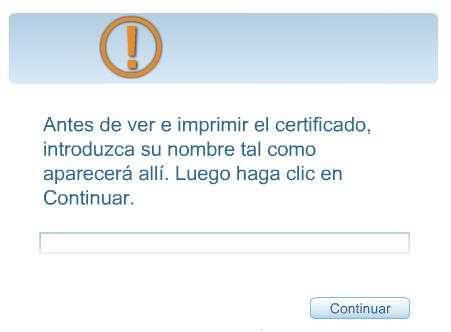 Antes de ver e imprimir el certificado,
introduzca su nombre tal como
aparecerá allí. Luego haga clic en
Continuar.
Continuar